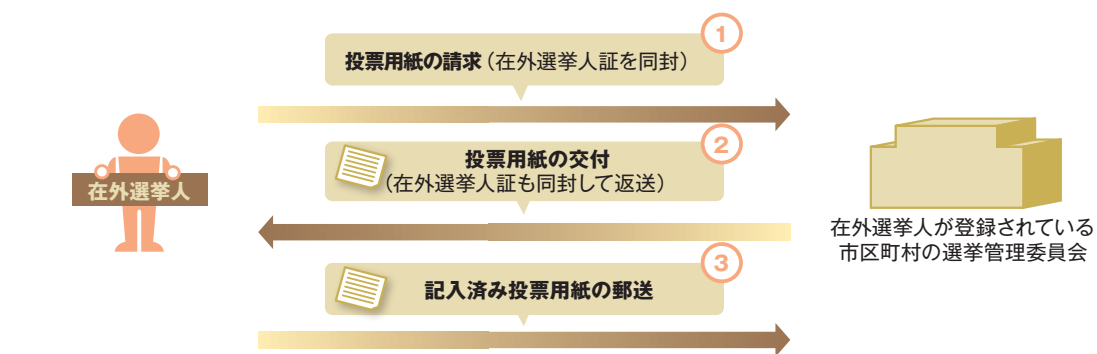 1
投票用紙の請求（在外選挙人証を同封）
2
投票用紙の交付
（在外選挙人証も同封して返送）
在外選挙人
在外選挙人が登録されている
市区町村の選挙管理委員会
3
記入済み投票用紙の郵送